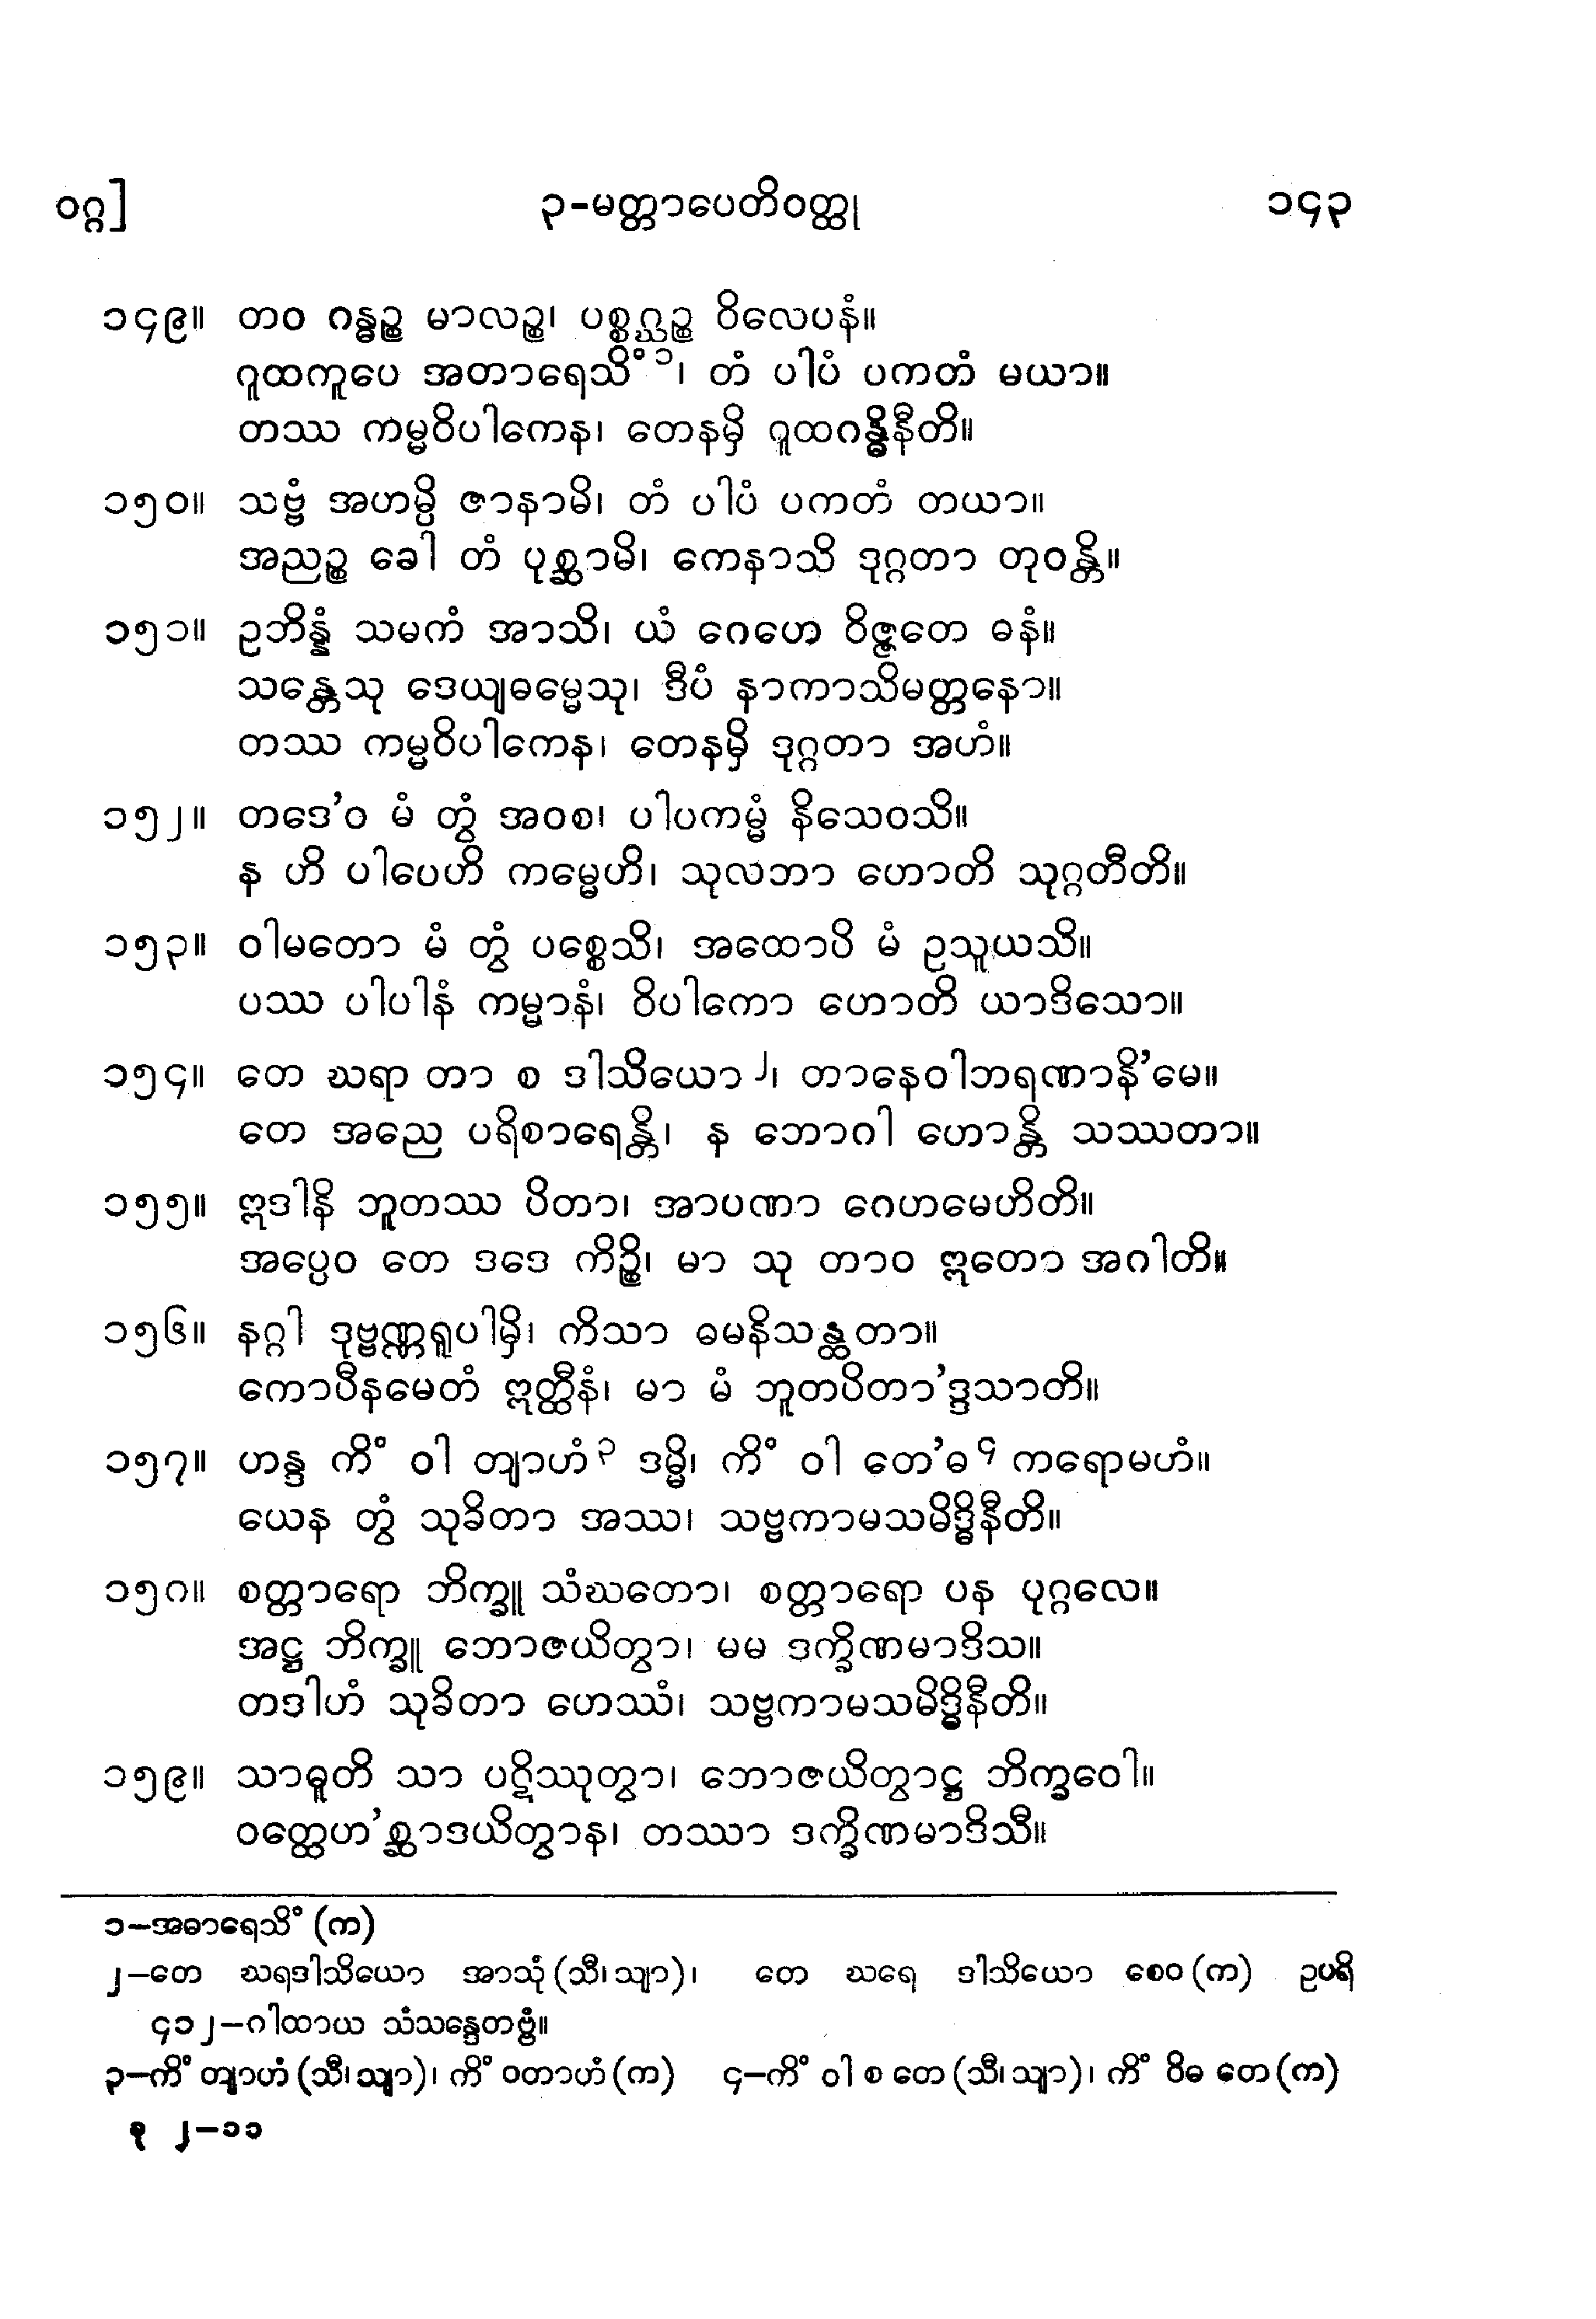 ဝဂ္ဂ] ၃-မတ္တာပေတိဝတ္ထု ၁၄၃
၁၄၉။ တဝ ဂန္ဓဉ္စ မာလဉ္စ၊ ပစ္စဂ္ဃဉ္စ ဝိလေပနံ။
ဂူထကူပေ အတာရေသိံ ၁၊ တံ ပါပံ ပကတံ မယာ။
တဿ ကမ္မဝိပါကေန၊ တေနမှိ ဂူထဂန္ဓိနီတိ။
၁၅၀။ သဗ္ဗံ အဟမ္ပိ ဇာနာမိ၊ တံ ပါပံ ပကတံ တယာ။
အညဉ္စ ခေါ တံ ပုစ္ဆာမိ၊ ကေနာသိ ဒုဂ္ဂတာ တုဝန္တိ။
၁၅၁။ ဥဘိန္နံ သမကံ အာသိ၊ ယံ ဂေဟေ ဝိဇ္ဇတေ ဓနံ။
သန္တေသု ဒေယျဓမ္မေသု၊ ဒီပံ နာကာသိမတ္တနော။
တဿ ကမ္မဝိပါကေန၊ တေနမှိ ဒုဂ္ဂတာ အဟံ။
၁၅၂။ တဒေ’ဝ မံ တွံ အဝစ၊ ပါပကမ္မံ နိသေဝသိ။
န ဟိ ပါပေဟိ ကမ္မေဟိ၊ သုလဘာ ဟောတိ သုဂ္ဂတီတိ။
၁၅၃။ ဝါမတော မံ တွံ ပစ္စေသိ၊ အထောပိ မံ ဥသူယသိ။
ပဿ ပါပါနံ ကမ္မာနံ၊ ဝိပါကော ဟောတိ ယာဒိသော။
၁၅၄။ တေ ဃရာ တာ စ ဒါသိယော ၂၊ တာနေဝါဘရဏာနိ’မေ။
တေ အညေ ပရိစာရေန္တိ၊ န ဘောဂါ ဟောန္တိ သဿတာ။
၁၅၅။ ဣဒါနိ ဘူတဿ ပိတာ၊ အာပဏာ ဂေဟမေဟိတိ။
အပ္ပေဝ တေ ဒဒေ ကိဉ္စိ၊ မာ သု တာဝ ဣတော အဂါတိ။
၁၅၆။ နဂ္ဂါ ဒုဗ္ဗဏ္ဏရူပါမှိ၊ ကိသာ ဓမနိသန္ထတာ။
ကောပီနမေတံ ဣတ္ထီနံ၊ မာ မံ ဘူတပိတာ’ဒ္ဒသာတိ။
၁၅၇။ ဟန္ဒ ကိံ ဝါ တျာဟံ ၃ ဒမ္မိ၊ ကိံ ဝါ တေ’ဓ ၄ ကရောမဟံ။
ယေန တွံ သုခိတာ အဿ၊ သဗ္ဗကာမသမိဒ္ဓိနီတိ။
၁၅၈။ စတ္တာရော ဘိက္ခူ သံဃတော၊ စတ္တာရော ပန ပုဂ္ဂလေ။
အဋ္ဌ ဘိက္ခူ ဘောဇယိတွာ၊ မမ ဒက္ခိဏမာဒိသ။
တဒါဟံ သုခိတာ ဟေဿံ၊ သဗ္ဗကာမသမိဒ္ဓိနီတိ။
၁၅၉။ သာဓူတိ သာ ပဋိဿုတွာ၊ ဘောဇယိတွာဋ္ဌ ဘိက္ခဝေါ။
ဝတ္ထေဟ’စ္ဆာဒယိတွာန၊ တဿာ ဒက္ခိဏမာဒိသီ။
၁–အဓာရေသိံ (က)
၂–တေ ဃရဒါသိယော အာသုံ (သီ၊ သျာ)၊ တေ ဃရေ ဒါသိယော စေဝ (က) ဥပရိ
၄၁၂–ဂါထာယ သံသန္ဒေတဗ္ဗံ။
၃–ကိံ တျာဟံ (သီ၊ သျာ)၊ ကိံ ဝတာဟံ (က) ၄–ကိံ ဝါ စ တေ (သီ၊ သျာ)၊ ကိံ ဝိဓ တေ (က)
ခု ၂–၁၁